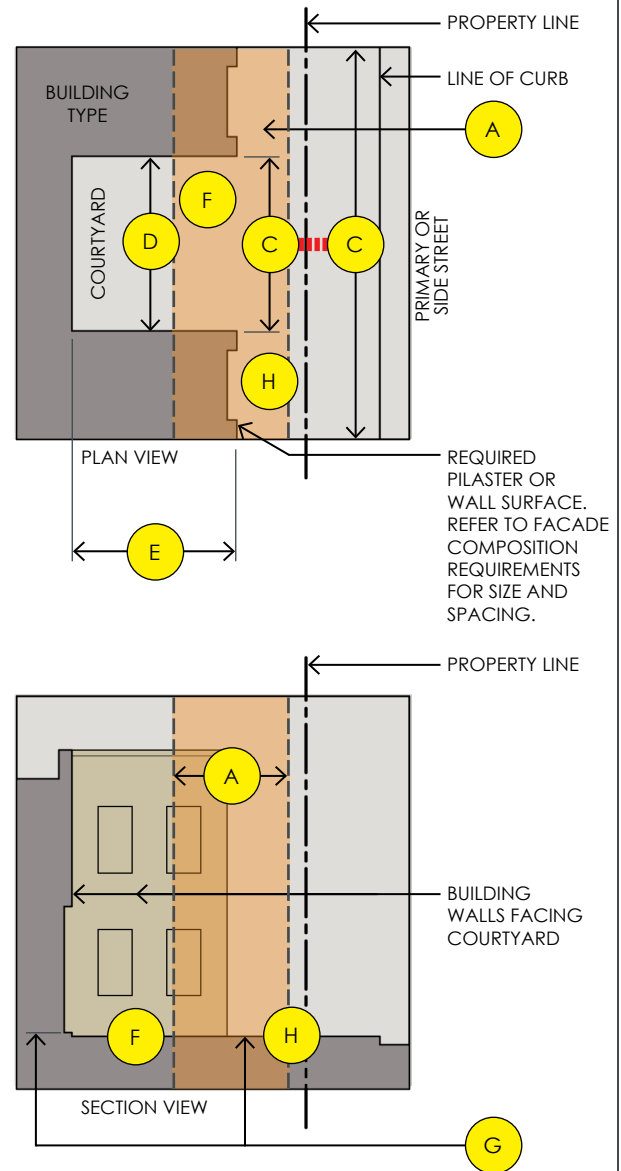 PROPERTY LINE
BUILDING
TYPE
LINE OF CURB
A
F
COURTYARD
D
C
C
PRIMARY OR
SIDE STREET
H
PLAN VIEW
REQUIRED
PILASTER OR
WALL SURFACE.
REFER TO FACADE
COMPOSITION
REQUIREMENTS
FOR SIZE AND
SPACING.
E
PROPERTY LINE
A
BUILDING
WALLS FACING
COURTYARD
F
H
SECTION VIEW
G